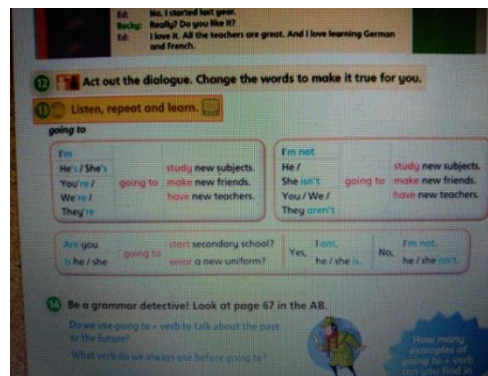 Ed: No, I started last year.
Becky: Really? Do you like it?
Ed: I love it. All the teachers are great. And I love learning German
and French.
12 Act out the dialogue. Change the words to make it true for you.
13 Listen, repeat and learn.
going to
I'm
He's / She's
You're /
We're /
They're
going to
study new subjects.
make new friends.
have new teachers.
I'm not
He /
She isn't
You / We /
They aren't
going to
study new subjects.
make new friends.
have new teachers.
Are you
Is he / she
going to
start secondary school?
wear a new uniform?
Yes,
I am.
he / she is.
No,
I'm not.
he / she isn't.
14 Be a grammar detective! Look at page 67 in the AB.
Do we use going to + verb to talk about the past
or the future?
What verb do we always use before going to?
How many
examples of
going to + verb
can you find in